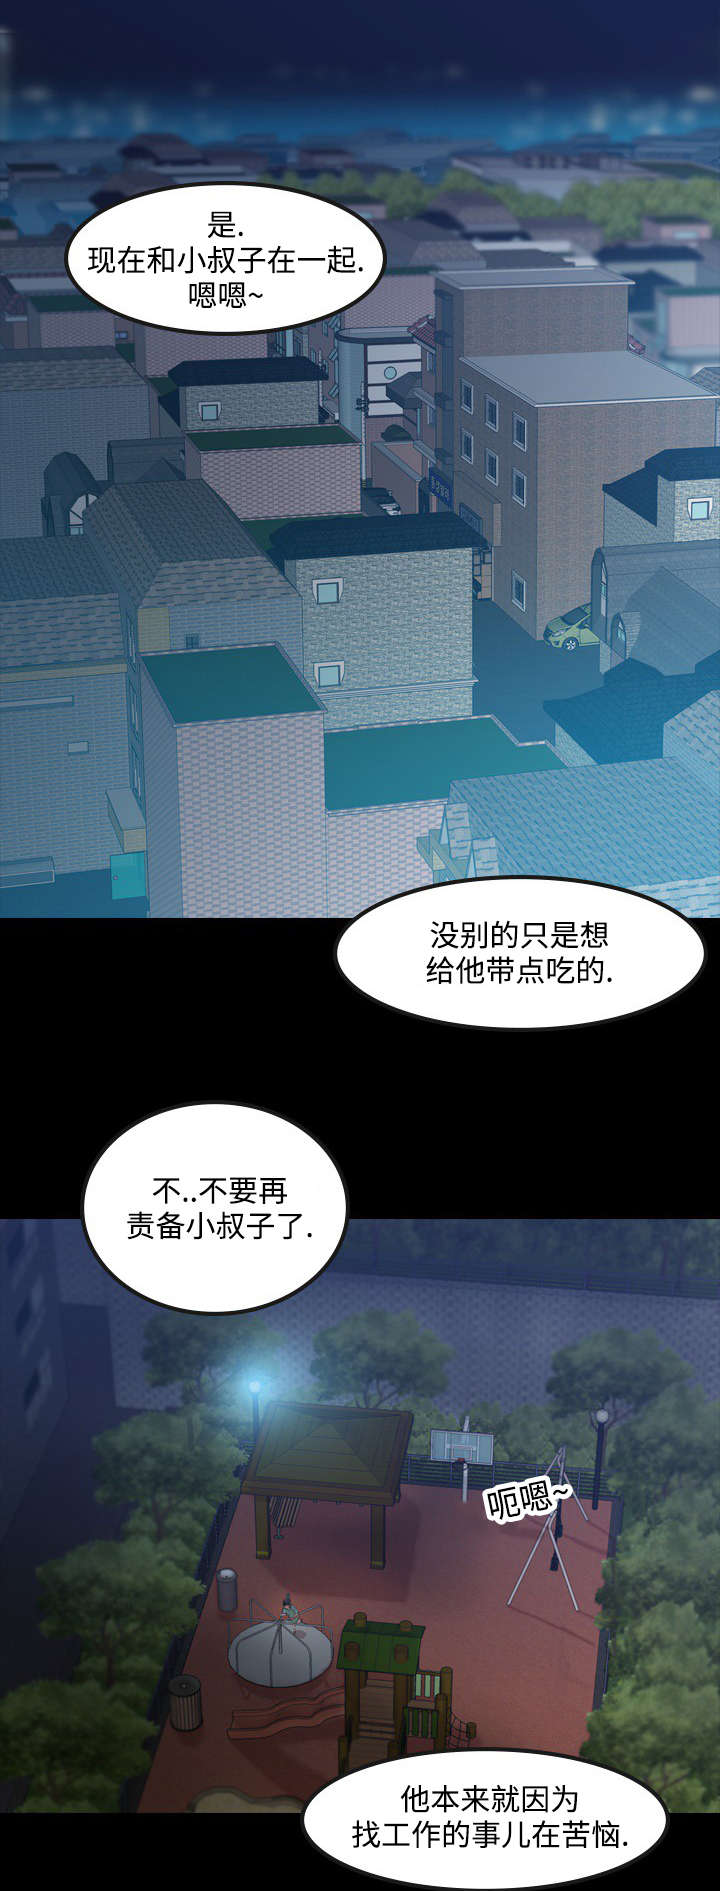 是.
现在和小叔子在一起.
嗯嗯~
没别的只是想
给他带点吃的.
不..不要再
责备小叔子了.
呃嗯~
他本来就因为
找工作的事儿在苦恼.